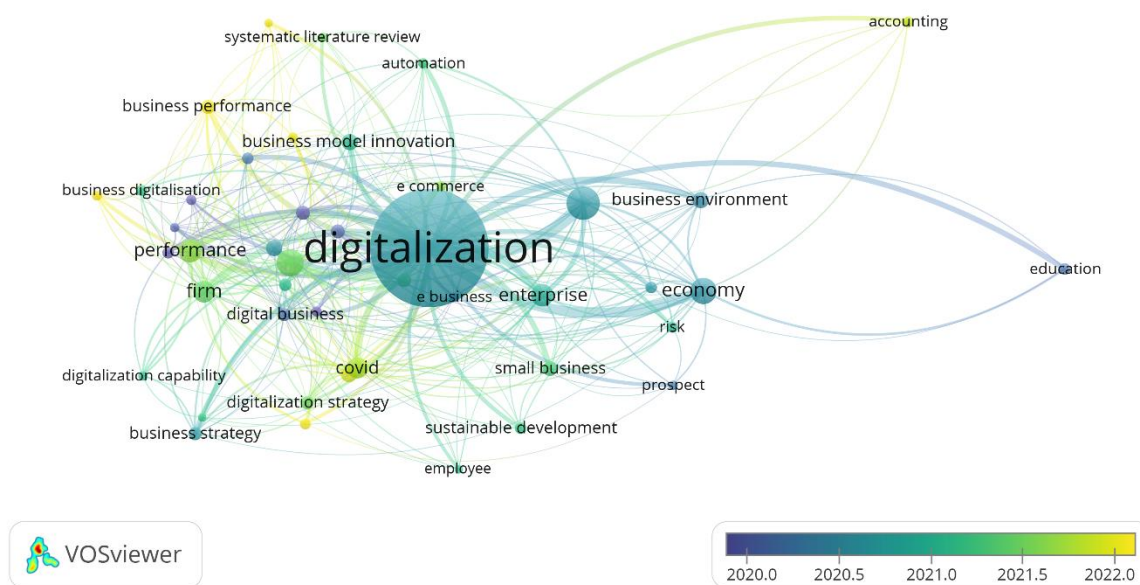 accounting
systematic literature review
automation
business performance
business model innovation
e commerce
business digitalisation
business environment
digitalization
performance
education
firm
e business
enterprise
economy
digital business
risk
covid
small business
digitalization capability
prospect
digitalization strategy
business strategy
sustainable development
employee
VOSviewer
2020.0 2020.5 2021.0 2021.5 2022.0